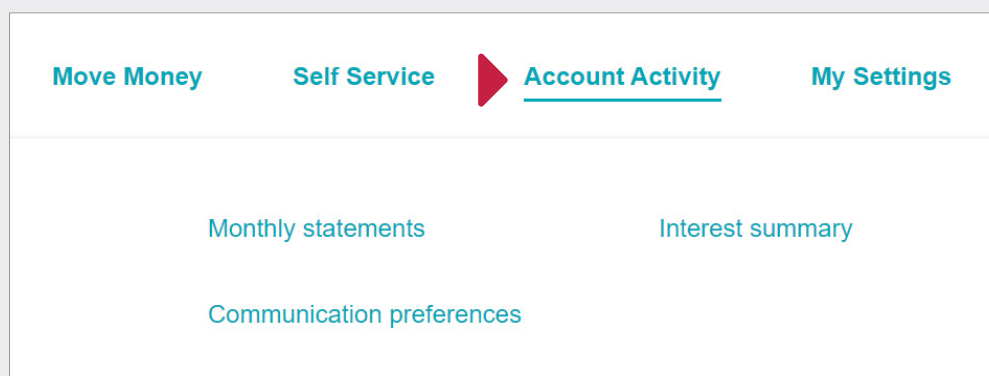 Move Money Self Service Account Activity My Settings
Monthly statements Interest summary
Communication preferences